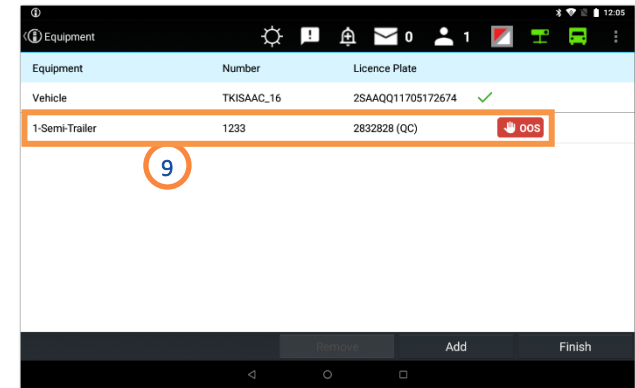 12:05
Equipment 0 1
Equipment Number Licence Plate
Vehicle TKISAAC_16 2SAAQQ11705172674
1-Semi-Trailer 1233 2832828 (QC) OOS
9
Remove Add Finish